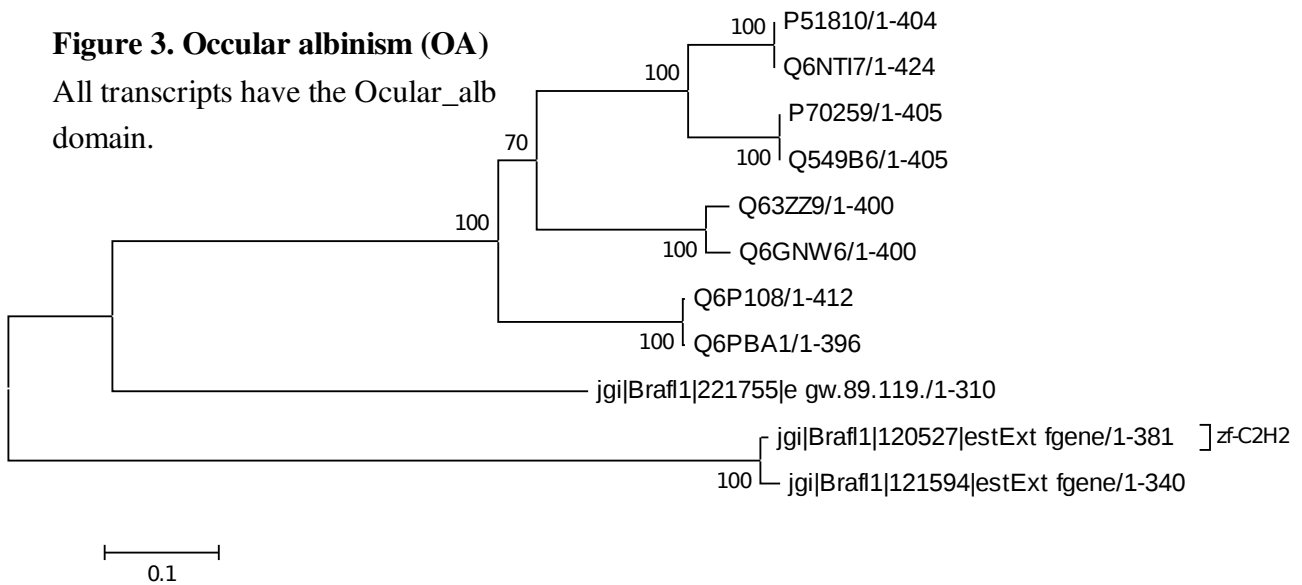 Figure 3. Occular albinism (OA)
All transcripts have the Ocular_alb
domain.
100
P51810/1-404
Q6NTI7/1-424
100
P70259/1-405
100
Q549B6/1-405
70
Q63ZZ9/1-400
100
Q6GNW6/1-400
100
Q6P108/1-412
100
Q6PBA1/1-396
jgi|Brafl1|221755|e gw.89.119./1-310
jgi|Brafl1|120527|estExt fgene/1-381
zf-C2H2
100
jgi|Brafl1|121594|estExt fgene/1-340
0.1